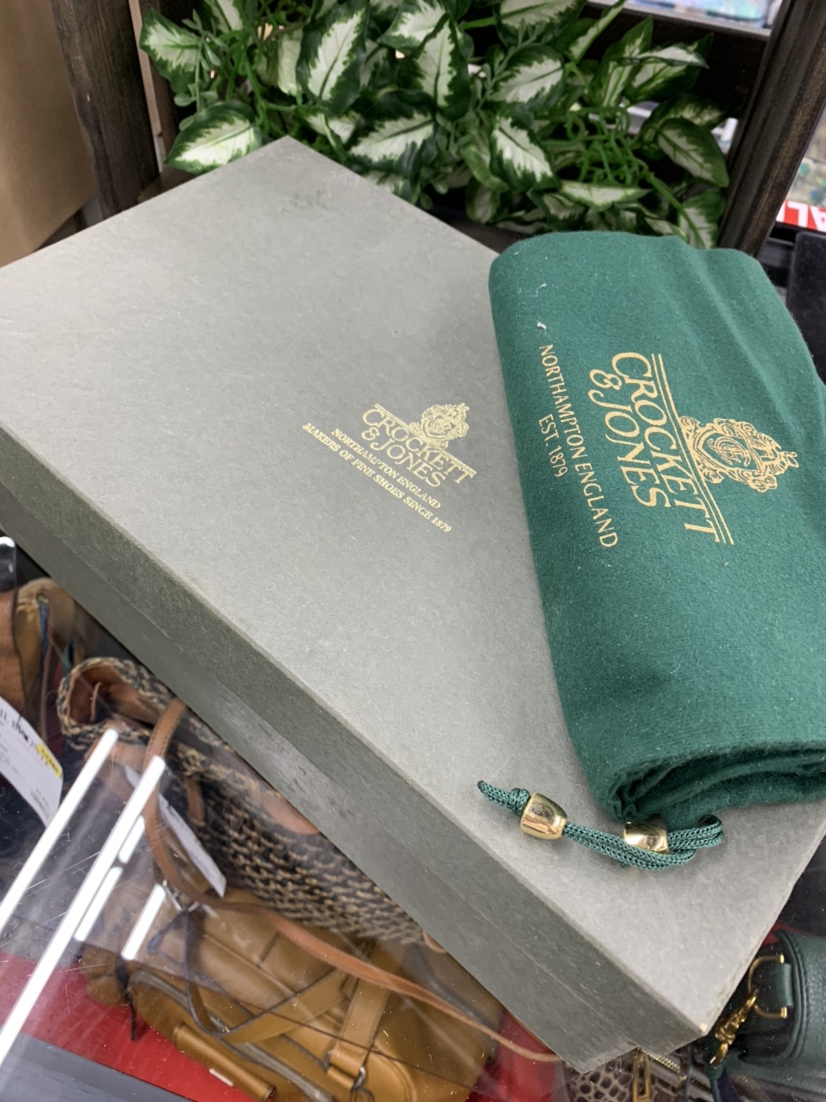 CROCKETT
& JONES
NORTHAMPTON ENGLAND
MAKERS OF FINE SHOES SINCE 1879
CROCKETT
& JONES
NORTHAMPTON ENGLAND
EST. 1879